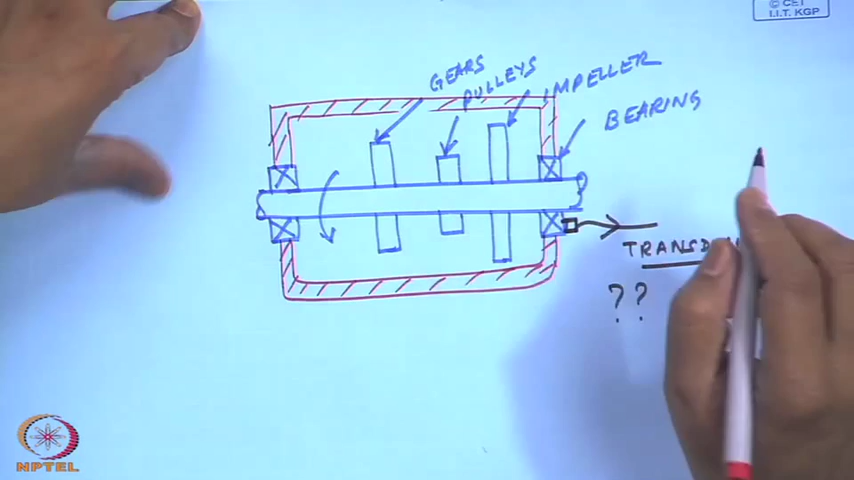 © CET
I.I.T. KGP
GEARS
PULLEYS
IMPELLER
BEARING
??
NPTEL